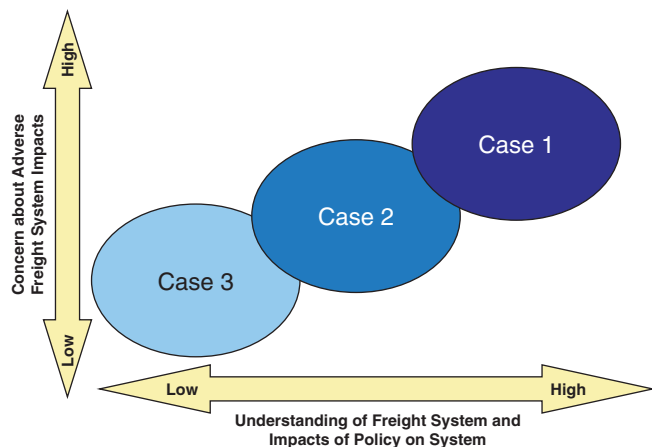 High
Concern about Adverse
Freight System Impacts
Low
Case 1
Case 2
Case 3
Low
High
Understanding of Freight System and
Impacts of Policy on System